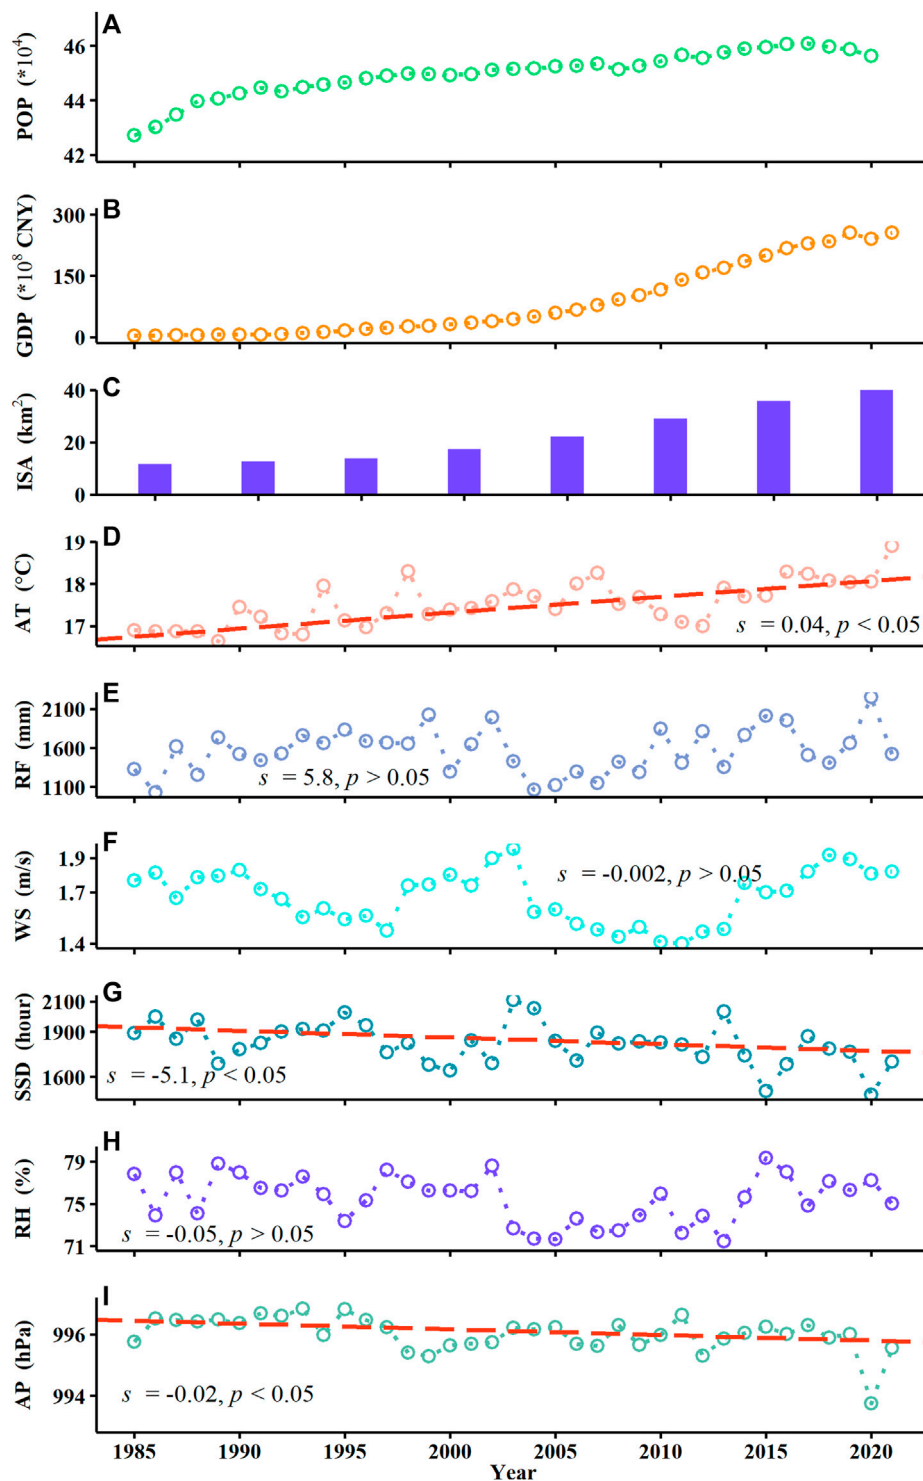 A
POP (*10⁴)
46
44
42
B
GDP (*10⁸ CNY)
300
150
0
C
ISA (km²)
40
20
0
D
AT (°C)
19
18
17
s = 0.04, p < 0.05
E
RF (mm)
2100
1600
1100
s = 5.8, p > 0.05
F
WS (m/s)
1.9
1.7
1.4
s = -0.002, p > 0.05
G
SSD (hour)
2100
1900
1600
s = -5.1, p < 0.05
H
RH (%)
79
75
71
s = -0.05, p > 0.05
I
AP (hPa)
996
994
s = -0.02, p < 0.05
1985 1990 1995 2000 2005 2010 2015 2020
Year